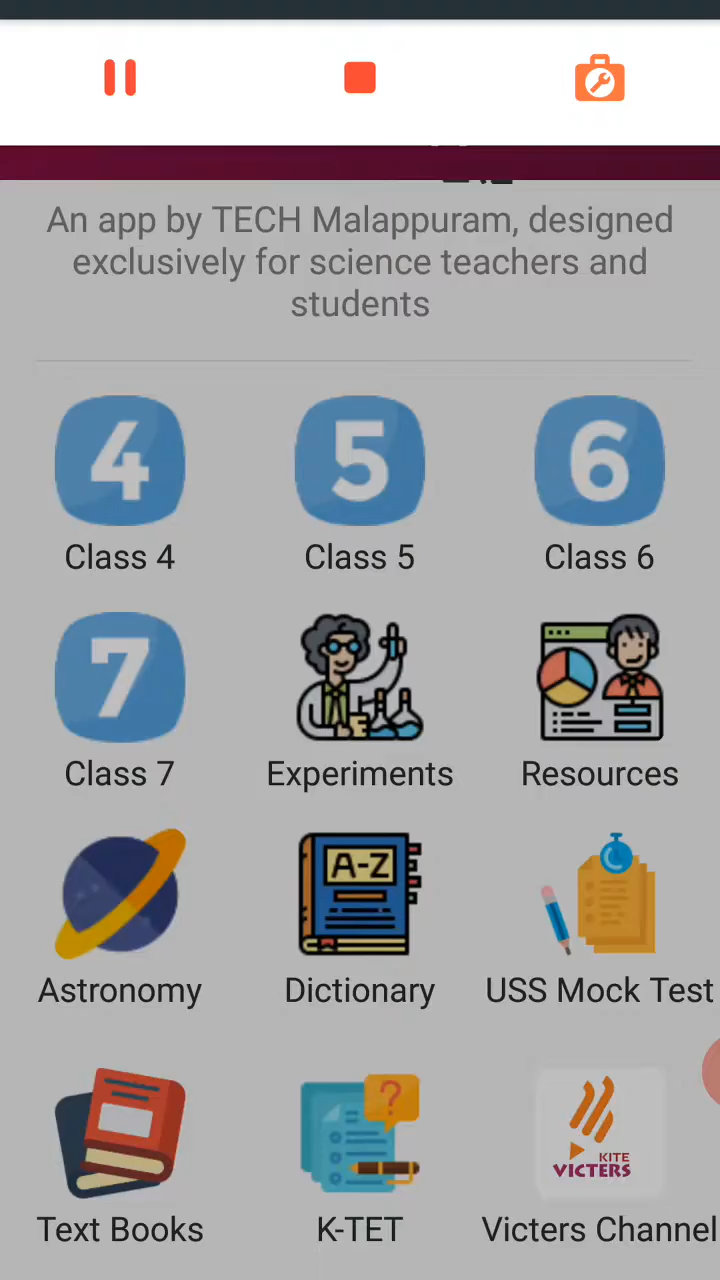 An app by TECH Malappuram, designed
exclusively for science teachers and
students
4
5
6
Class 4
Class 5
Class 6
7
Class 7
Experiments
Resources
A-Z
Astronomy
Dictionary
USS Mock Test
?
KITE
VICTERS
Text Books
K-TET
Victers Channel